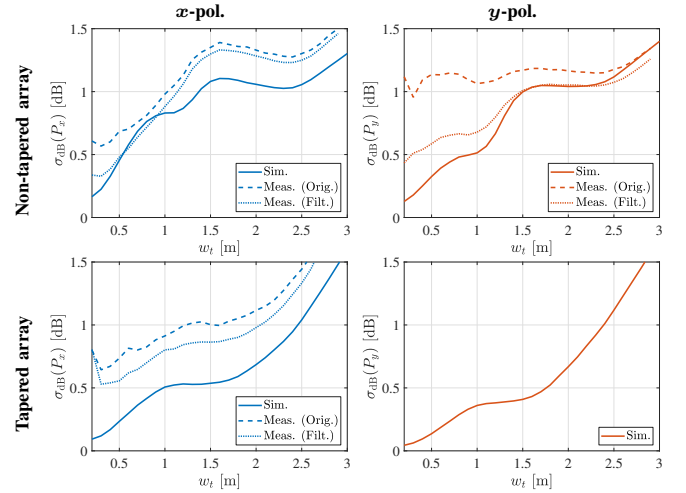 x-pol.
y-pol.
Non-tapered array
σdB(Px) [dB]
1.5
1
0.5
0
Sim.
Meas. (Orig.)
Meas. (Filt.)
0.5 1 1.5 2 2.5 3
wt [m]
σdB(Py) [dB]
1.5
1
0.5
0
Sim.
Meas. (Orig.)
Meas. (Filt.)
0.5 1 1.5 2 2.5 3
wt [m]
Tapered array
σdB(Px) [dB]
1.5
1
0.5
0
Sim.
Meas. (Orig.)
Meas. (Filt.)
0.5 1 1.5 2 2.5 3
wt [m]
σdB(Py) [dB]
1.5
1
0.5
0
Sim.
0.5 1 1.5 2 2.5 3
wt [m]